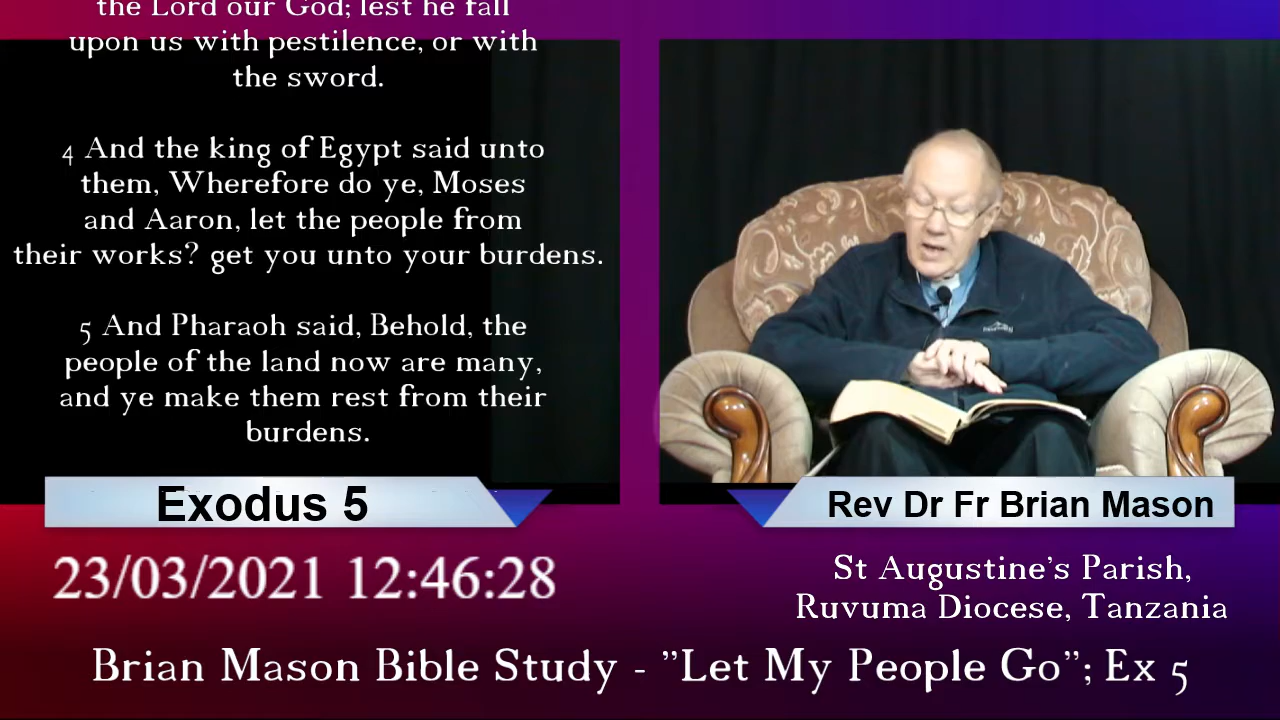 the Lord our God; lest he fall
upon us with pestilence, or with
the sword.
4 And the king of Egypt said unto
them, Wherefore do ye, Moses
and Aaron, let the people from
their works? get you unto your burdens.
5 And Pharaoh said, Behold, the
people of the land now are many,
and ye make them rest from their
burdens.
Exodus 5
Rev Dr Fr Brian Mason
23/03/2021 12:46:28
St Augustine's Parish,
Ruvuma Diocese, Tanzania
Brian Mason Bible Study - "Let My People Go"; Ex 5